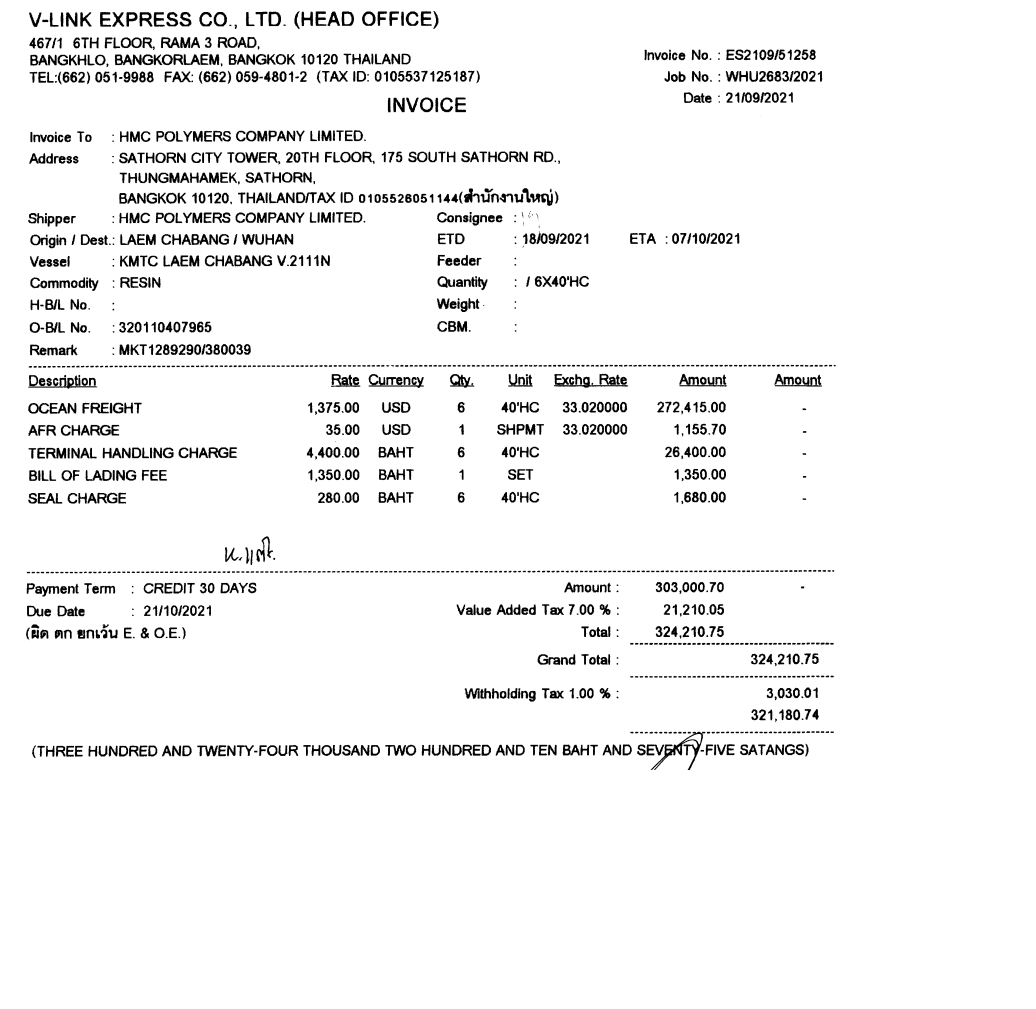 V-LINK EXPRESS CO., LTD. (HEAD OFFICE)
467/1 6TH FLOOR, RAMA 3 ROAD,
BANGKHLO, BANGKORLAEM, BANGKOK 10120 THAILAND
TEL:(662) 051-9988 FAX: (662) 059-4801-2 (TAX ID: 0105537125187)
Invoice No. : ES2109/51258
Job No. : WHU2683/2021
Date : 21/09/2021
INVOICE
Invoice To : HMC POLYMERS COMPANY LIMITED.
Address : SATHORN CITY TOWER, 20TH FLOOR, 175 SOUTH SATHORN RD.,
THUNGMAHAMEK, SATHORN,
BANGKOK 10120, THAILAND/TAX ID 0105528051144(สำนักงานใหญ่)
Shipper : HMC POLYMERS COMPANY LIMITED. Consignee :
Origin / Dest.: LAEM CHABANG / WUHAN ETD : 18/09/2021 ETA : 07/10/2021
Vessel : KMTC LAEM CHABANG V.2111N Feeder :
Commodity : RESIN Quantity : / 6X40'HC
H-B/L No. : Weight :
O-B/L No. : 320110407965 CBM. :
Remark : MKT1289290/380039
Description Rate Currency Qty. Unit Exchg. Rate Amount Amount
OCEAN FREIGHT 1,375.00 USD 6 40'HC 33.020000 272,415.00 -
AFR CHARGE 35.00 USD 1 SHPMT 33.020000 1,155.70 -
TERMINAL HANDLING CHARGE 4,400.00 BAHT 6 40'HC 26,400.00 -
BILL OF LADING FEE 1,350.00 BAHT 1 SET 1,350.00 -
SEAL CHARGE 280.00 BAHT 6 40'HC 1,680.00 -
Payment Term : CREDIT 30 DAYS Amount : 303,000.70 -
Due Date : 21/10/2021 Value Added Tax 7.00 % : 21,210.05
(ผิด ตก ยกเว้น E. & O.E.) Total : 324,210.75
Grand Total : 324,210.75
Withholding Tax 1.00 % : 3,030.01
321,180.74
(THREE HUNDRED AND TWENTY-FOUR THOUSAND TWO HUNDRED AND TEN BAHT AND SEVENTY-FIVE SATANGS)